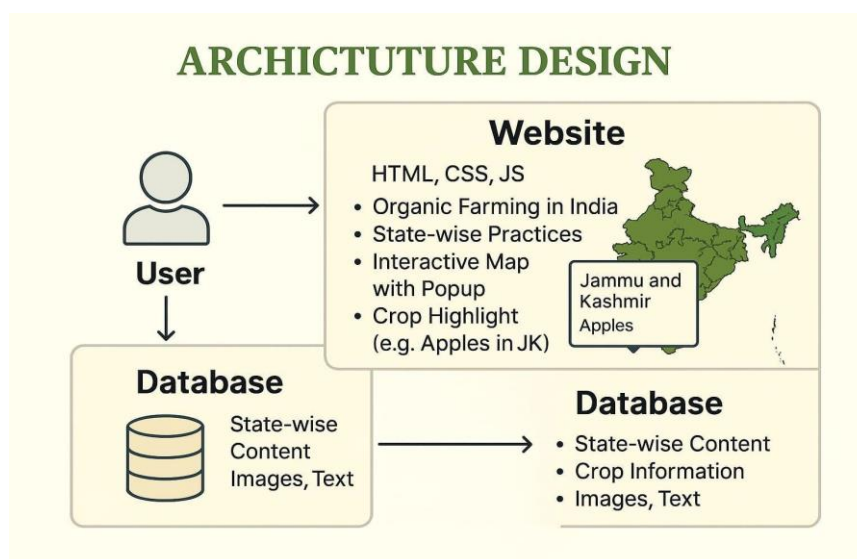 ARCHICTUTURE DESIGN
User
Website
HTML, CSS, JS
• Organic Farming in India
• State-wise Practices
• Interactive Map
with Popup
• Crop Highlight
(e.g. Apples in JK)
Jammu and
Kashmir
Apples
Database
State-wise
Content
Images, Text
Database
• State-wise Content
• Crop Information
• Images, Text